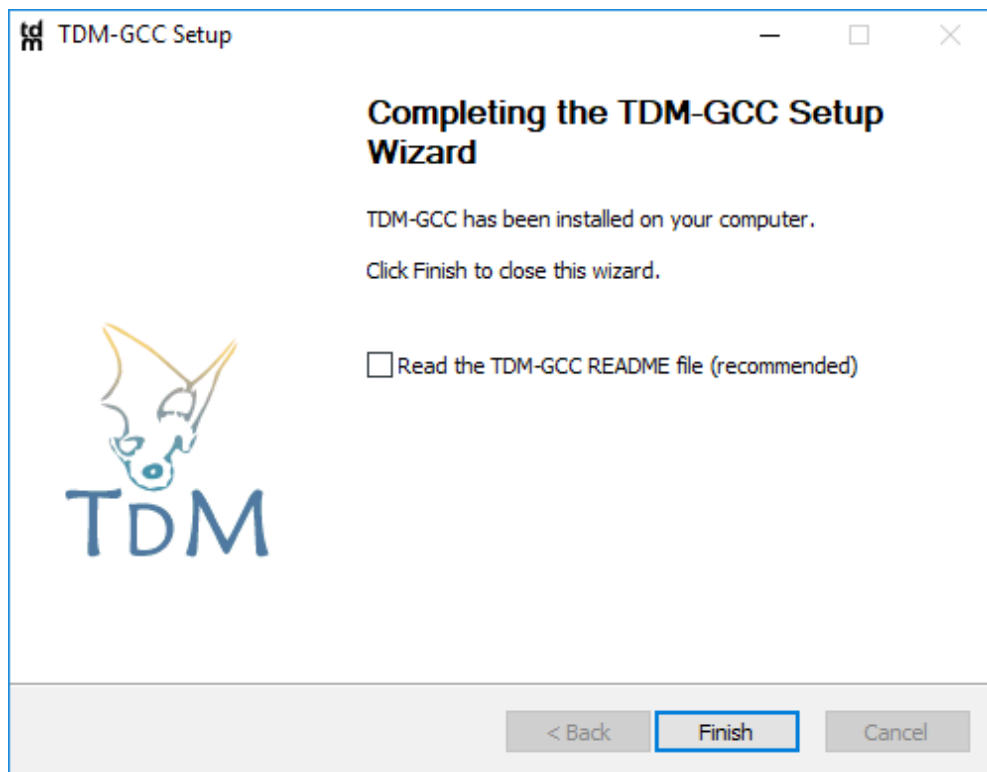 tdm TDM-GCC Setup
Completing the TDM-GCC Setup
Wizard
TDM-GCC has been installed on your computer.
Click Finish to close this wizard.
Read the TDM-GCC README file (recommended)
TDM
< Back Finish Cancel